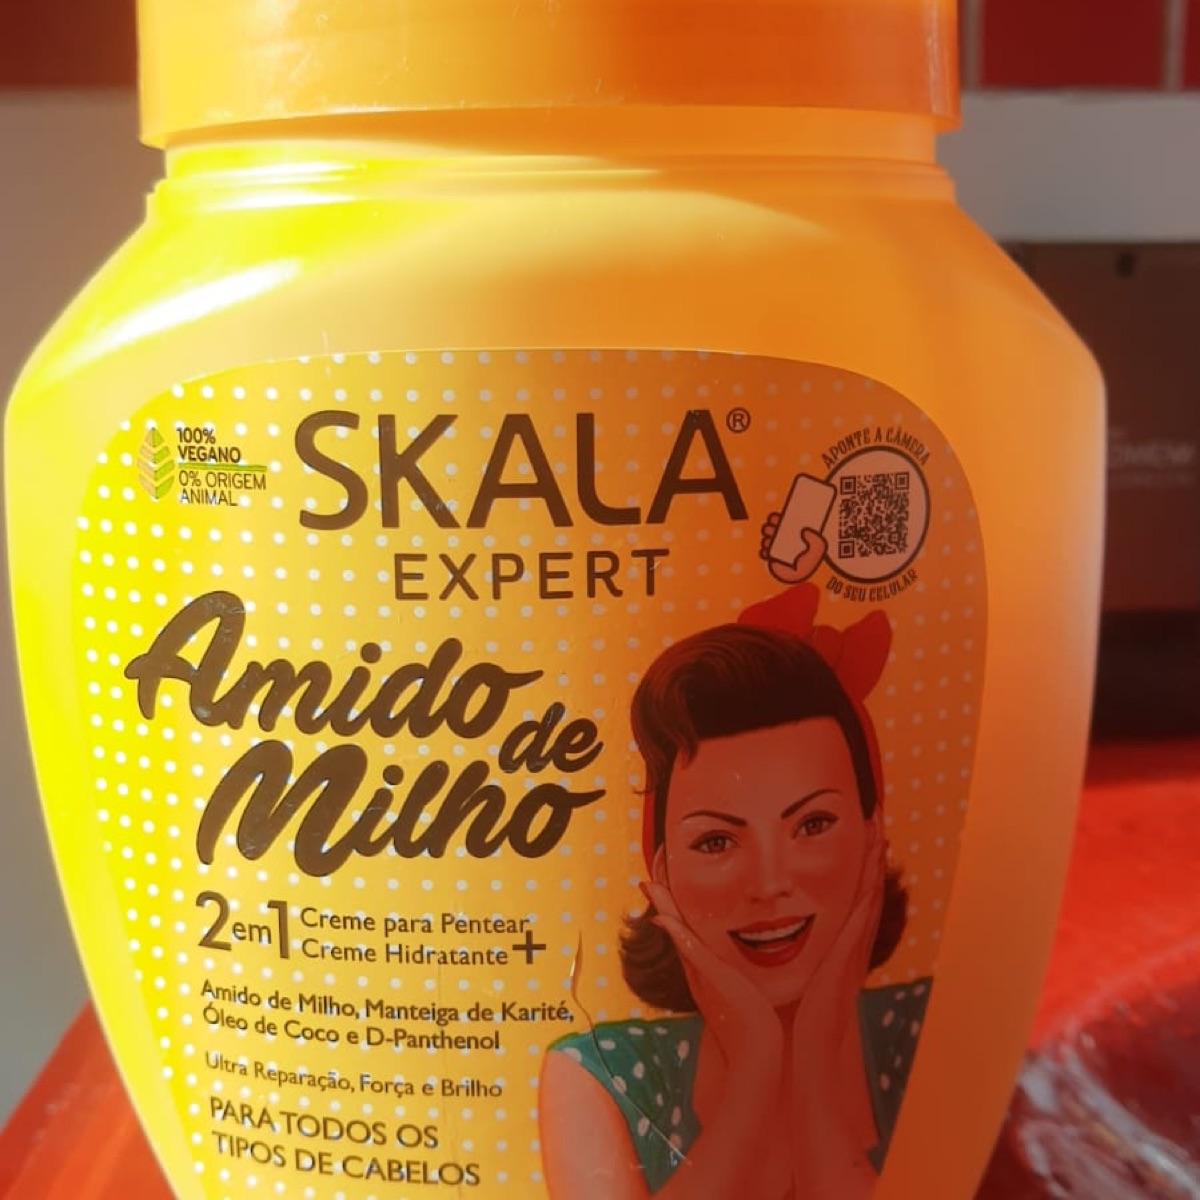 100%
VEGANO
0% ORIGEM
ANIMAL
SKALA®
EXPERT
APONTE A CÂMERA
DO SEU CELULAR
Amido de
Milho
2em1 Creme para Pentear
Creme Hidratante +
Amido de Milho, Manteiga de Karité,
Óleo de Coco e D-Panthenol
Ultra Reparação, Força e Brilho
PARA TODOS OS
TIPOS DE CABELOS